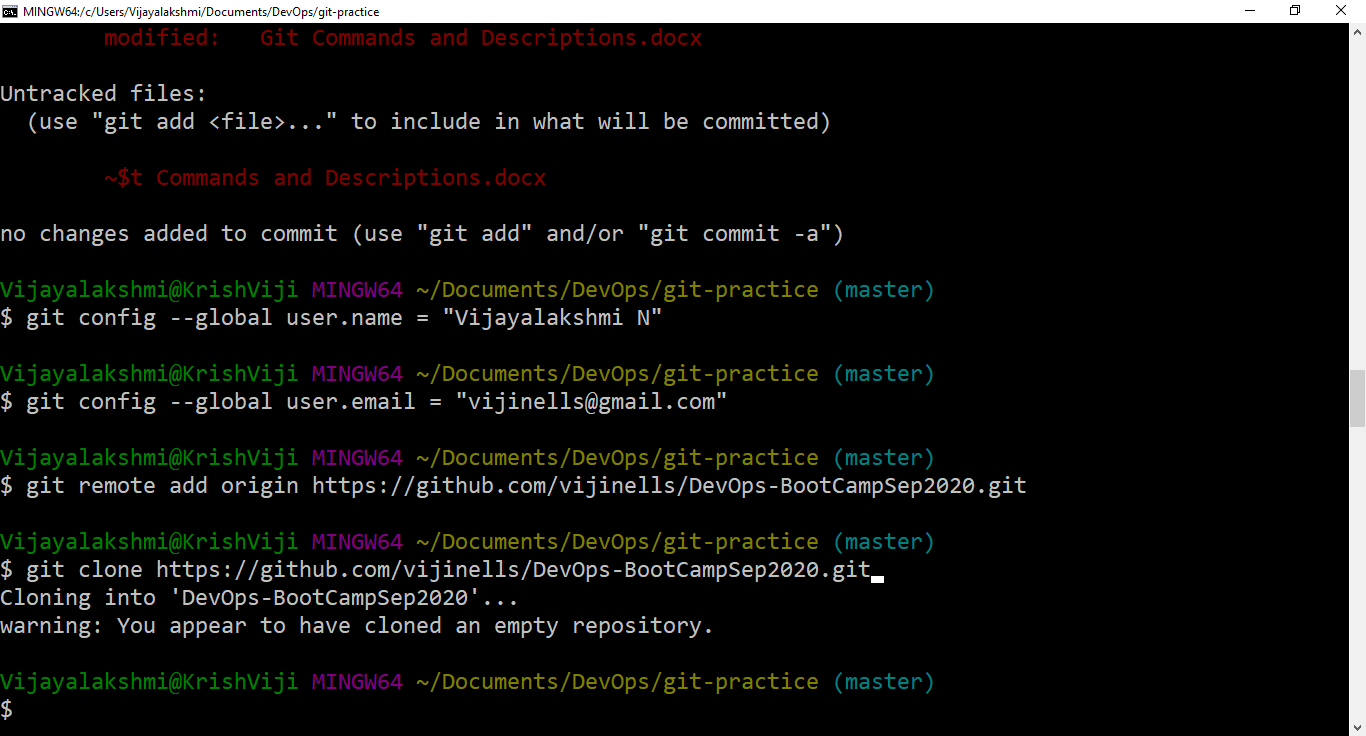 MINGW64:/c/Users/Vijayalakshmi/Documents/DevOps/git-practice
modified:   Git Commands and Descriptions.docx
Untracked files:
(use "git add <file>..." to include in what will be committed)
~$t Commands and Descriptions.docx
no changes added to commit (use "git add" and/or "git commit -a")
Vijayalakshmi@KrishViji MINGW64 ~/Documents/DevOps/git-practice (master)
$ git config --global user.name = "Vijayalakshmi N"
Vijayalakshmi@KrishViji MINGW64 ~/Documents/DevOps/git-practice (master)
$ git config --global user.email = "vijinells@gmail.com"
Vijayalakshmi@KrishViji MINGW64 ~/Documents/DevOps/git-practice (master)
$ git remote add origin https://github.com/vijinells/DevOps-BootCampSep2020.git
Vijayalakshmi@KrishViji MINGW64 ~/Documents/DevOps/git-practice (master)
$ git clone https://github.com/vijinells/DevOps-BootCampSep2020.git
Cloning into 'DevOps-BootCampSep2020'...
warning: You appear to have cloned an empty repository.
Vijayalakshmi@KrishViji MINGW64 ~/Documents/DevOps/git-practice (master)
$